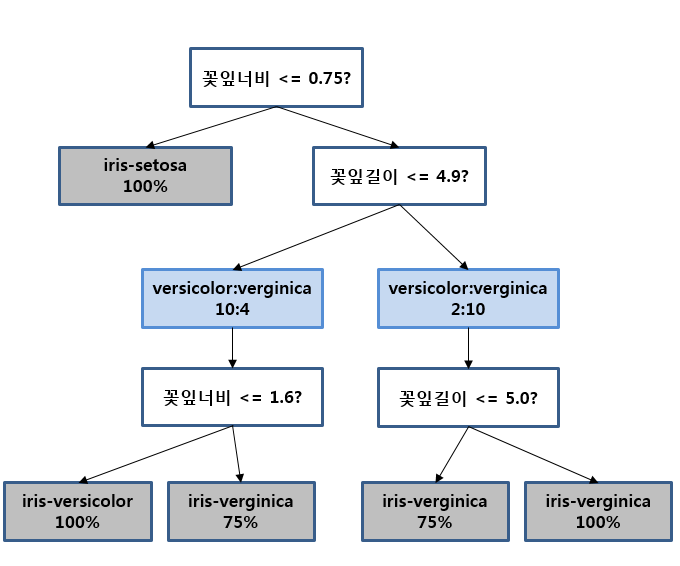 꽃잎너비 <= 0.75?
iris-setosa
100%
꽃잎길이 <= 4.9?
versicolor:verginica
10:4
versicolor:verginica
2:10
꽃잎너비 <= 1.6?
꽃잎길이 <= 5.0?
iris-versicolor
100%
iris-verginica
75%
iris-verginica
75%
iris-verginica
100%